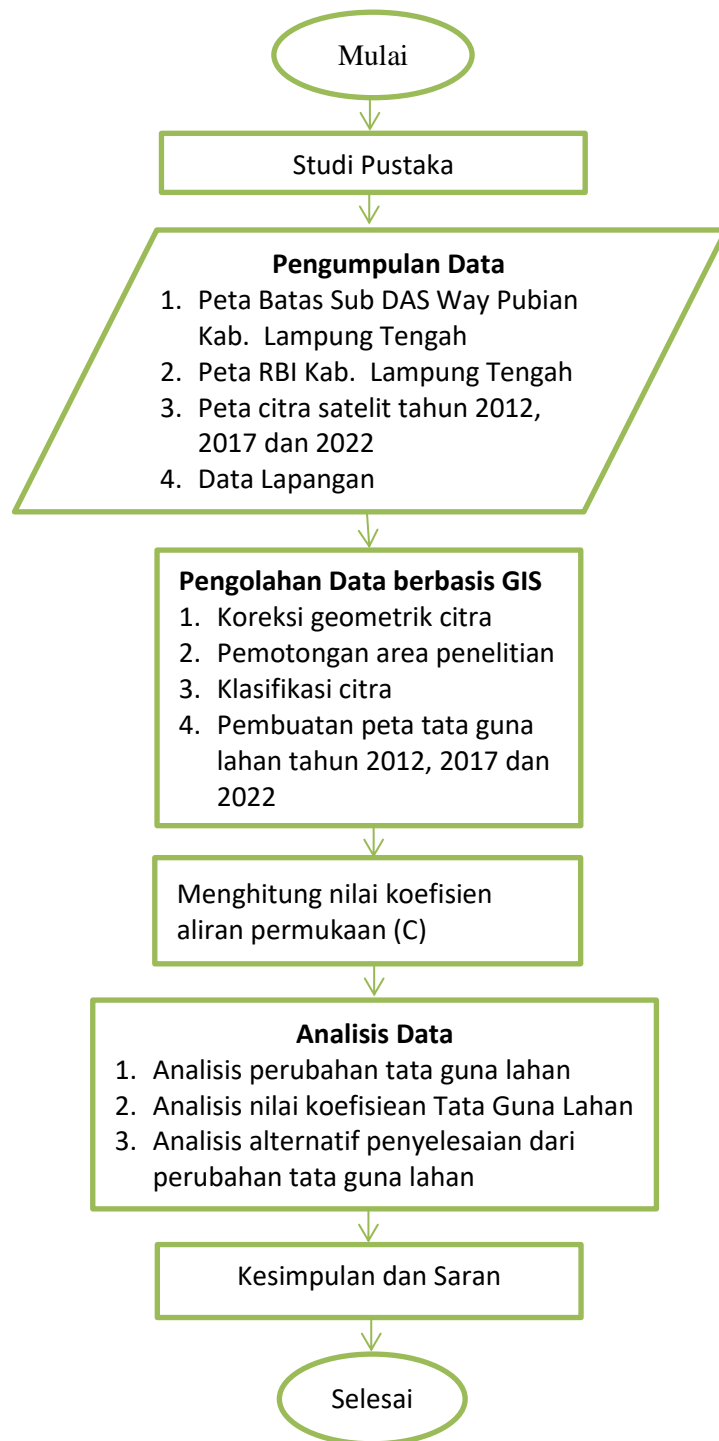 Mulai
Studi Pustaka
Pengumpulan Data
1. Peta Batas Sub DAS Way Pubian
Kab. Lampung Tengah
2. Peta RBI Kab. Lampung Tengah
3. Peta citra satelit tahun 2012,
2017 dan 2022
4. Data Lapangan
Pengolahan Data berbasis GIS
1. Koreksi geometrik citra
2. Pemotongan area penelitian
3. Klasifikasi citra
4. Pembuatan peta tata guna
lahan tahun 2012, 2017 dan
2022
Menghitung nilai koefisien
aliran permukaan (C)
Analisis Data
1. Analisis perubahan tata guna lahan
2. Analisis nilai koefisiean Tata Guna Lahan
3. Analisis alternatif penyelesaian dari
perubahan tata guna lahan
Kesimpulan dan Saran
Selesai